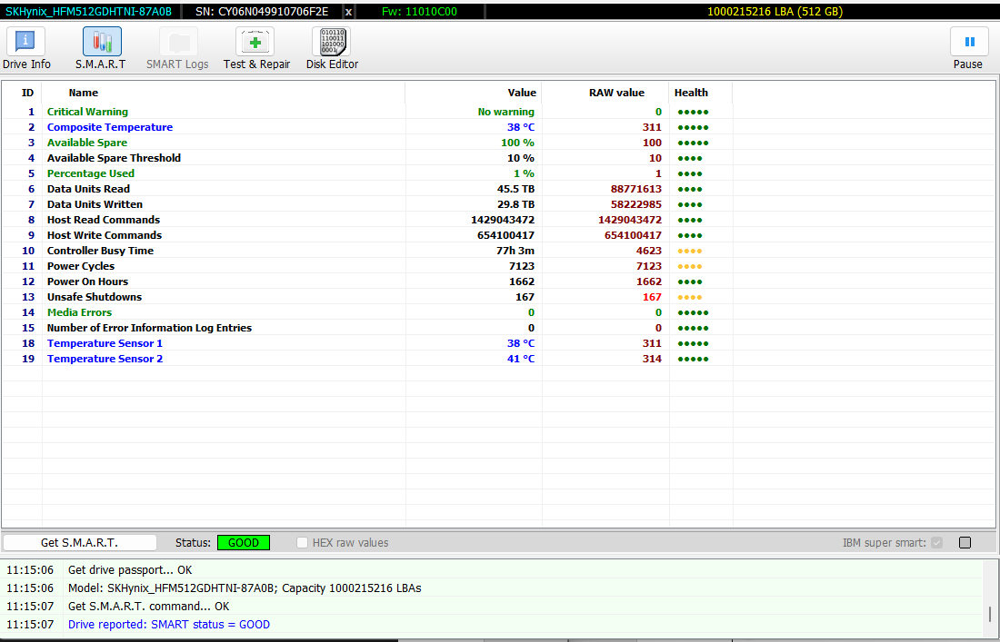 SKHynix_HFM512GDHTNI-87A0B SN: CY06N049910706F2E x Fw: 11010C00 1000215216 LBA (512 GB)
Drive Info S.M.A.R.T SMART Logs Test & Repair Disk Editor Pause
ID Name Value RAW value Health
1 Critical Warning No warning 0
2 Composite Temperature 38 °C 311
3 Available Spare 100 % 100
4 Available Spare Threshold 10 % 10
5 Percentage Used 1 % 1
6 Data Units Read 45.5 TB 88771613
7 Data Units Written 29.8 TB 58222985
8 Host Read Commands 1429043472 1429043472
9 Host Write Commands 654100417 654100417
10 Controller Busy Time 77h 3m 4623
11 Power Cycles 7123 7123
12 Power On Hours 1662 1662
13 Unsafe Shutdowns 167 167
14 Media Errors 0 0
15 Number of Error Information Log Entries 0 0
18 Temperature Sensor 1 38 °C 311
19 Temperature Sensor 2 41 °C 314
Get S.M.A.R.T. Status: GOOD HEX raw values IBM super smart:
11:15:06 Get drive passport... OK
11:15:06 Model: SKHynix_HFM512GDHTNI-87A0B; Capacity 1000215216 LBAs
11:15:07 Get S.M.A.R.T. command... OK
11:15:07 Drive reported: SMART status = GOOD